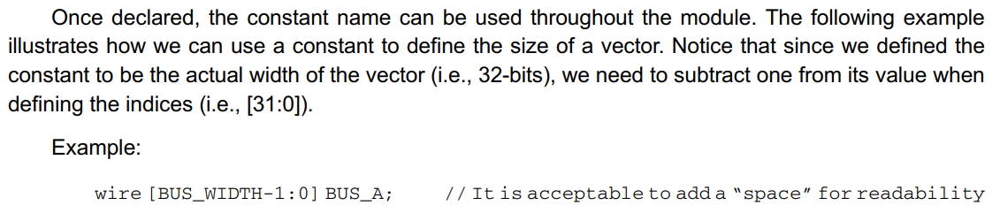 Once declared, the constant name can be used throughout the module. The following example
illustrates how we can use a constant to define the size of a vector. Notice that since we defined the
constant to be the actual width of the vector (i.e., 32-bits), we need to subtract one from its value when
defining the indices (i.e., [31:0]).
Example:
wire [BUS_WIDTH-1:0] BUS_A; // It is acceptable to add a “space” for readability